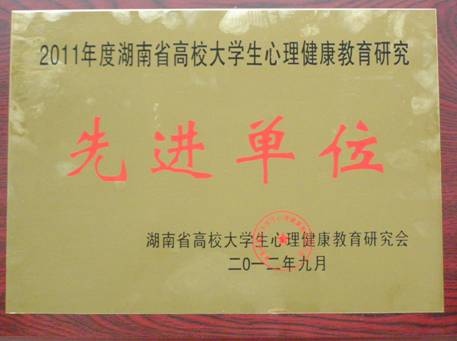 2011年度湖南省高校大学生心理健康教育研究
先进单位
湖南省高校大学生心理健康教育研究会
二〇一二年九月